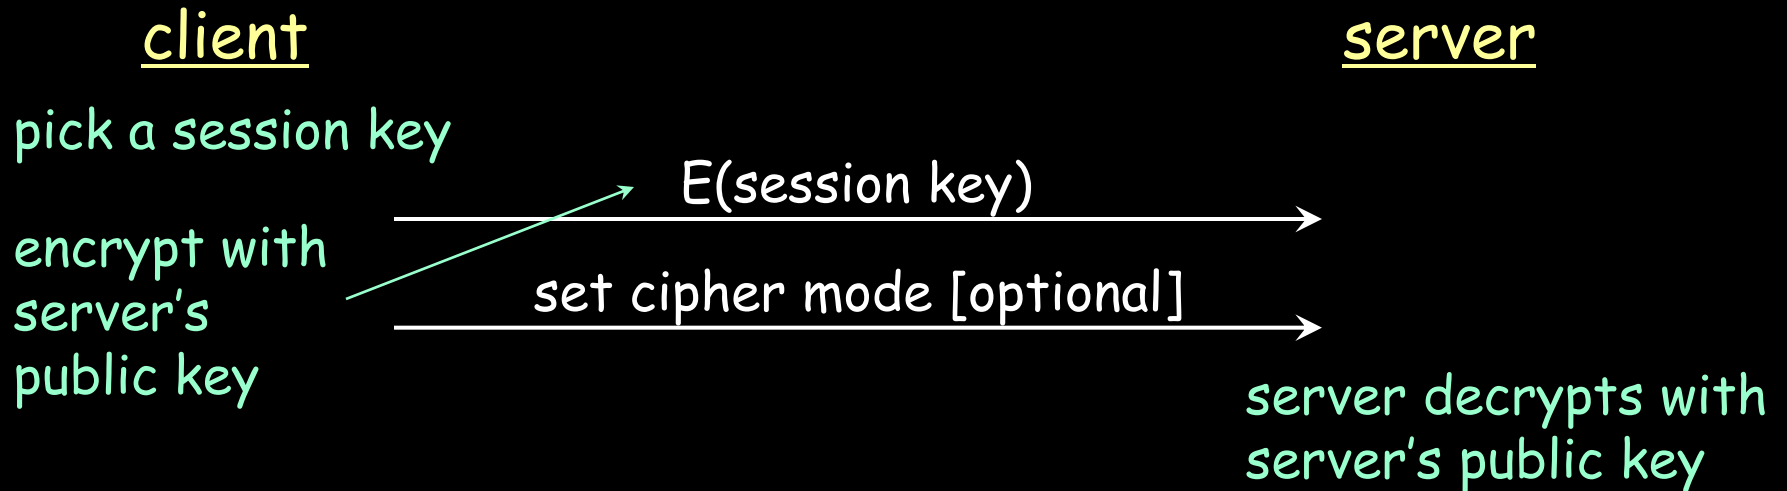 client
server
pick a session key
E(session key)
encrypt with
server's
public key
set cipher mode [optional]
server decrypts with
server's public key